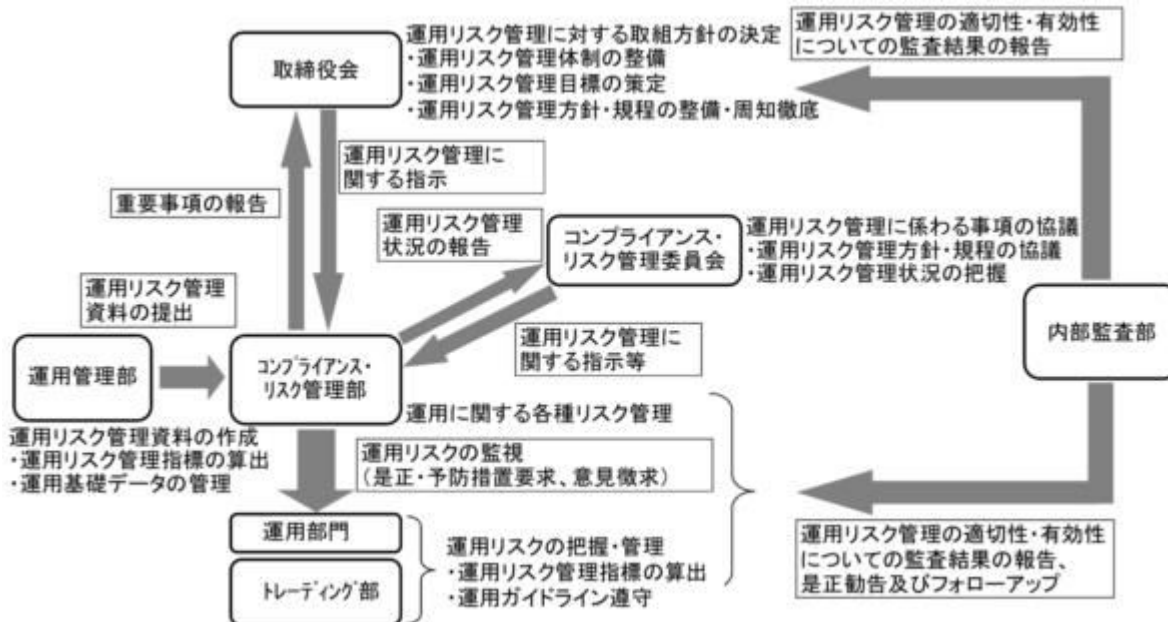 取締役会
運用リスク管理に対する取組方針の決定
・運用リスク管理体制の整備
・運用リスク管理目標の策定
・運用リスク管理方針・規程の整備・周知徹底
運用リスク管理の適切性・有効性
についての監査結果の報告
運用リスク管理に
関する指示
重要事項の報告
運用リスク管理
状況の報告
コンプライアンス・
リスク管理委員会
運用リスク管理に係わる事項の協議
・運用リスク管理方針・規程の協議
・運用リスク管理状況の把握
運用リスク管理
資料の提出
運用リスク管理に
関する指示等
内部監査部
運用管理部
コンプライアンス・
リスク管理部
運用リスク管理資料の作成
・運用リスク管理指標の算出
・運用基礎データの管理
運用に関する各種リスク管理
運用リスクの監視
（是正・予防措置要求、意見徴求）
運用部門
トレーディング部
運用リスクの把握・管理
・運用リスク管理指標の算出
・運用ガイドライン遵守
運用リスク管理の適切性・有効性
についての監査結果の報告、
是正勧告及びフォローアップ